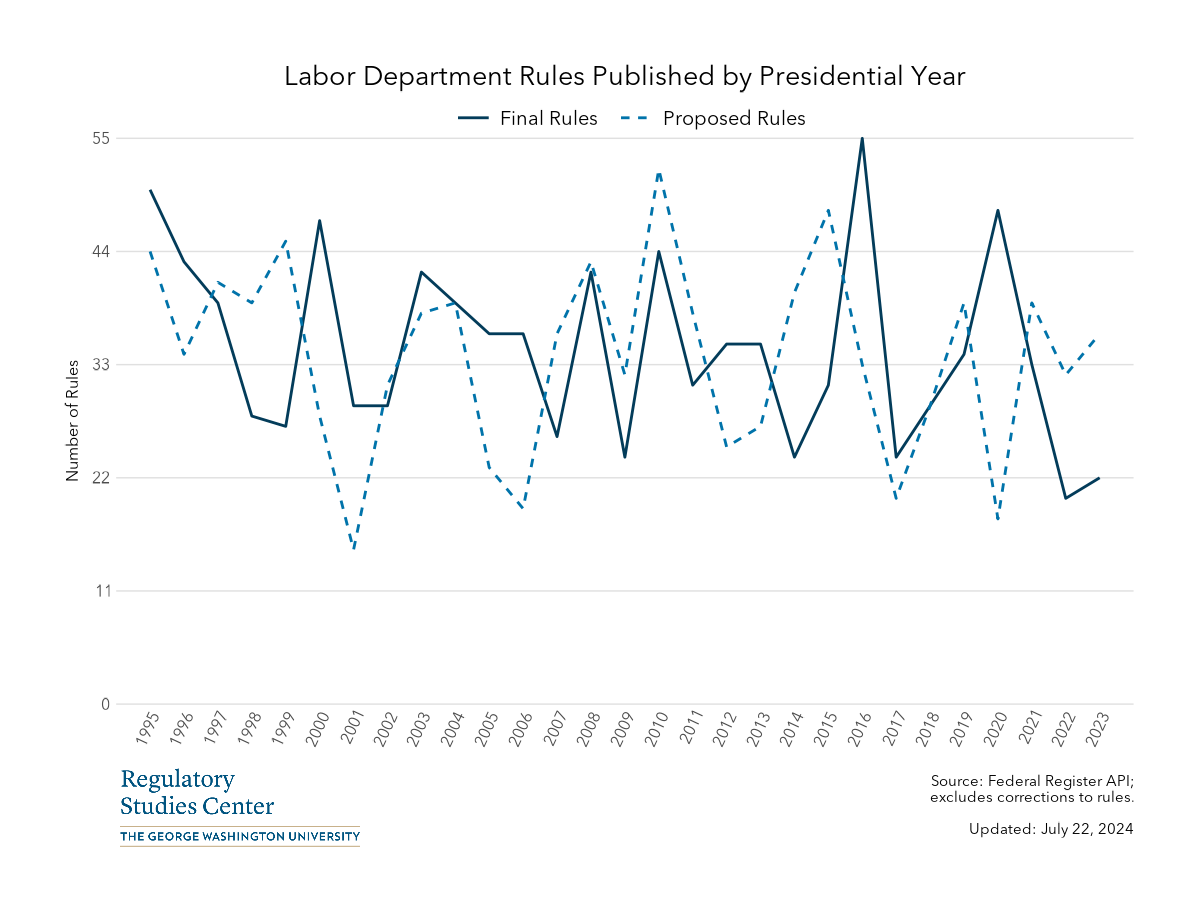 Labor Department Rules Published by Presidential Year
Final Rules Proposed Rules
55
44
33
22
11
0
Number of Rules
1995 1996 1997 1998 1999 2000 2001 2002 2003 2004 2005 2006 2007 2008 2009 2010 2011 2012 2013 2014 2015 2016 2017 2018 2019 2020 2021 2022 2023
Regulatory
Studies Center
THE GEORGE WASHINGTON UNIVERSITY
Source: Federal Register API;
excludes corrections to rules.
Updated: July 22, 2024